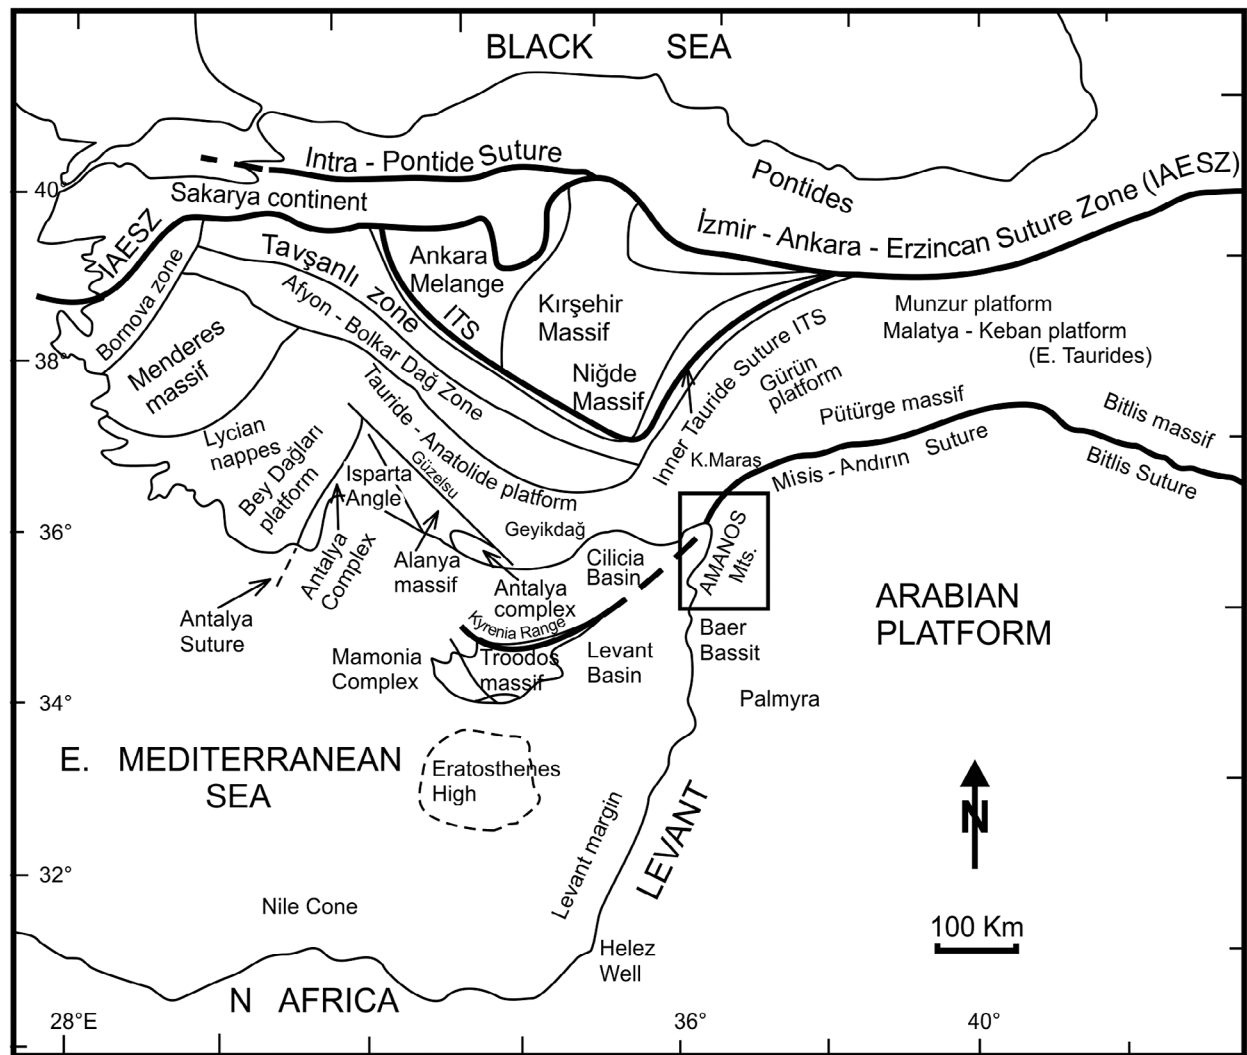 BLACK SEA
Intra - Pontide Suture
Pontides
40°
Sakarya continent
İzmir - Ankara - Erzincan Suture Zone (IAESZ)
IAESZ
Bornova zone
Tavşanlı zone
Ankara
Melange
ITS
Kırşehir
Massif
Munzur platform
Malatya - Keban platform
(E. Taurides)
Afyon - Bolkar Dağ Zone
38°
Menderes
massif
Niğde
Massif
Inner Tauride Suture ITS
Gürün
platform
Pütürge massif
Bitlis massif
Tauride - Anatolide platform
Lycian
nappes
Bey Dağları
platform
Isparta
Angle
Güzelsu
K.Maraş
Misis - Andırın Suture
Bitlis Suture
36°
Geyikdağ
Antalya
Complex
Alanya
massif
Cilicia
Basin
AMANOS
Mts.
Antalya
complex
ARABIAN
PLATFORM
Antalya
Suture
Kyrenia Range
Baer
Bassit
Mamonia
Complex
Troodos
massif
Levant
Basin
34°
Palmyra
E. MEDITERRANEAN
SEA
Eratosthenes
High
N
Levant margin
LEVANT
32°
Nile Cone
100 Km
Helez
Well
N AFRICA
28°E
36°
40°